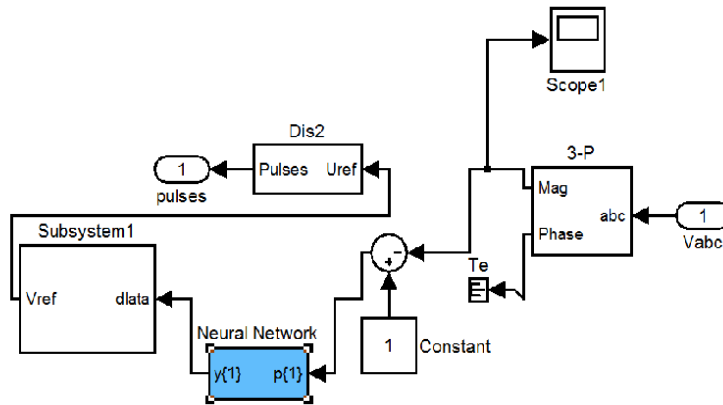 Scope1
Dis2
3-P
1
Pulses
Uref
Mag
abc
1
pulses
Phase
Vabc
Subsystem1
−
+
Te
Vref
dlata
Neural Network
1
Constant
y{1}
p{1}